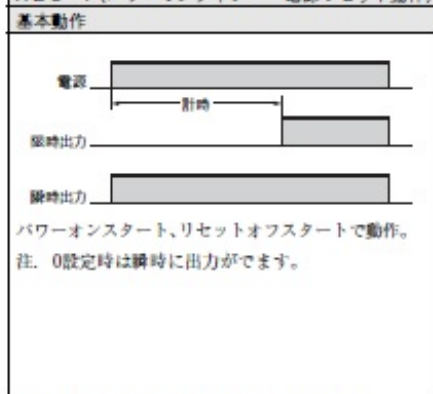 基本動作
電源
計時
限時出力
瞬時出力
パワーオンスタート、リセットオフスタートで動作。
注. 0設定時は瞬時に出力がでます。